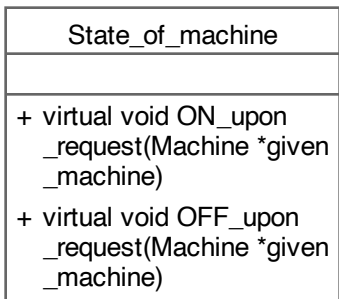 State_of_machine
+ virtual void ON_upon
_request(Machine *given
_machine)
+ virtual void OFF_upon
_request(Machine *given
_machine)